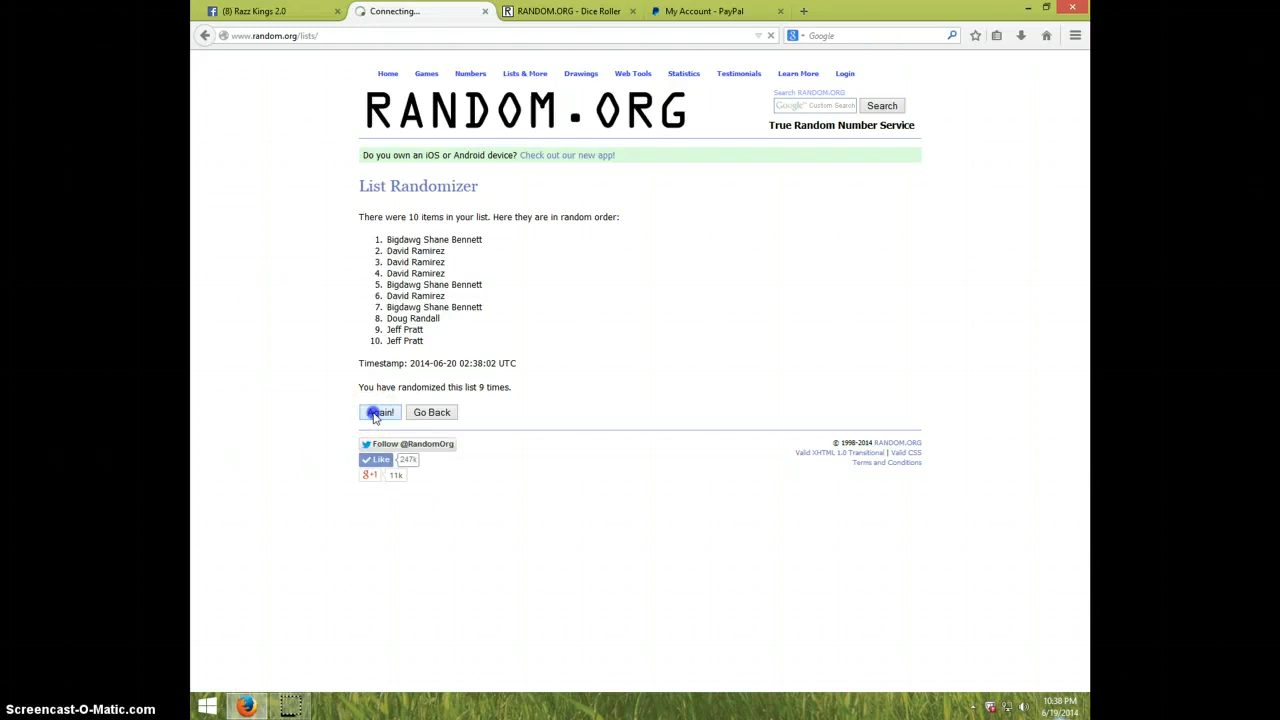 (8) Razz Kings 2.0
Connecting...
RANDOM.ORG - Dice Roller
My Account - PayPal
www.random.org/lists/
Google
Home Games Numbers Lists & More Drawings Web Tools Statistics Testimonials Learn More Login
RANDOM.ORG
Search RANDOM.ORG
Google™ Custom Search Search
True Random Number Service
Do you own an iOS or Android device? Check out our new app!
List Randomizer
There were 10 items in your list. Here they are in random order:
1. Bigdawg Shane Bennett
2. David Ramirez
3. David Ramirez
4. David Ramirez
5. Bigdawg Shane Bennett
6. David Ramirez
7. Bigdawg Shane Bennett
8. Doug Randall
9. Jeff Pratt
10. Jeff Pratt
Timestamp: 2014-06-20 02:38:02 UTC
You have randomized this list 9 times.
Again! Go Back
Follow @RandomOrg
Like 247k
g+1 11k
© 1998-2014 RANDOM.ORG
Valid XHTML 1.0 Transitional | Valid CSS
Terms and Conditions
10:38 PM
6/19/2014
Screencast-O-Matic.com